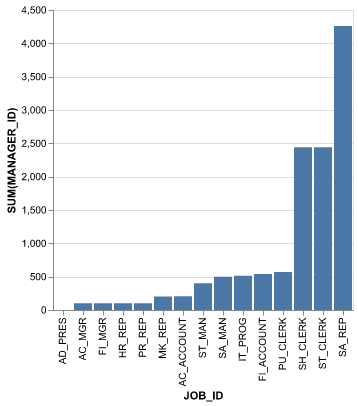 4,500
4,000
3,500
3,000
2,500
2,000
1,500
1,000
500
0
SUM(MANAGER_ID)
AD_PRES
AC_MGR
FI_MGR
HR_REP
PR_REP
MK_REP
AC_ACCOUNT
ST_MAN
SA_MAN
IT_PROG
FI_ACCOUNT
PU_CLERK
SH_CLERK
ST_CLERK
SA_REP
JOB_ID